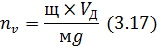 n_v = щ × V_Д / мg (3.17)